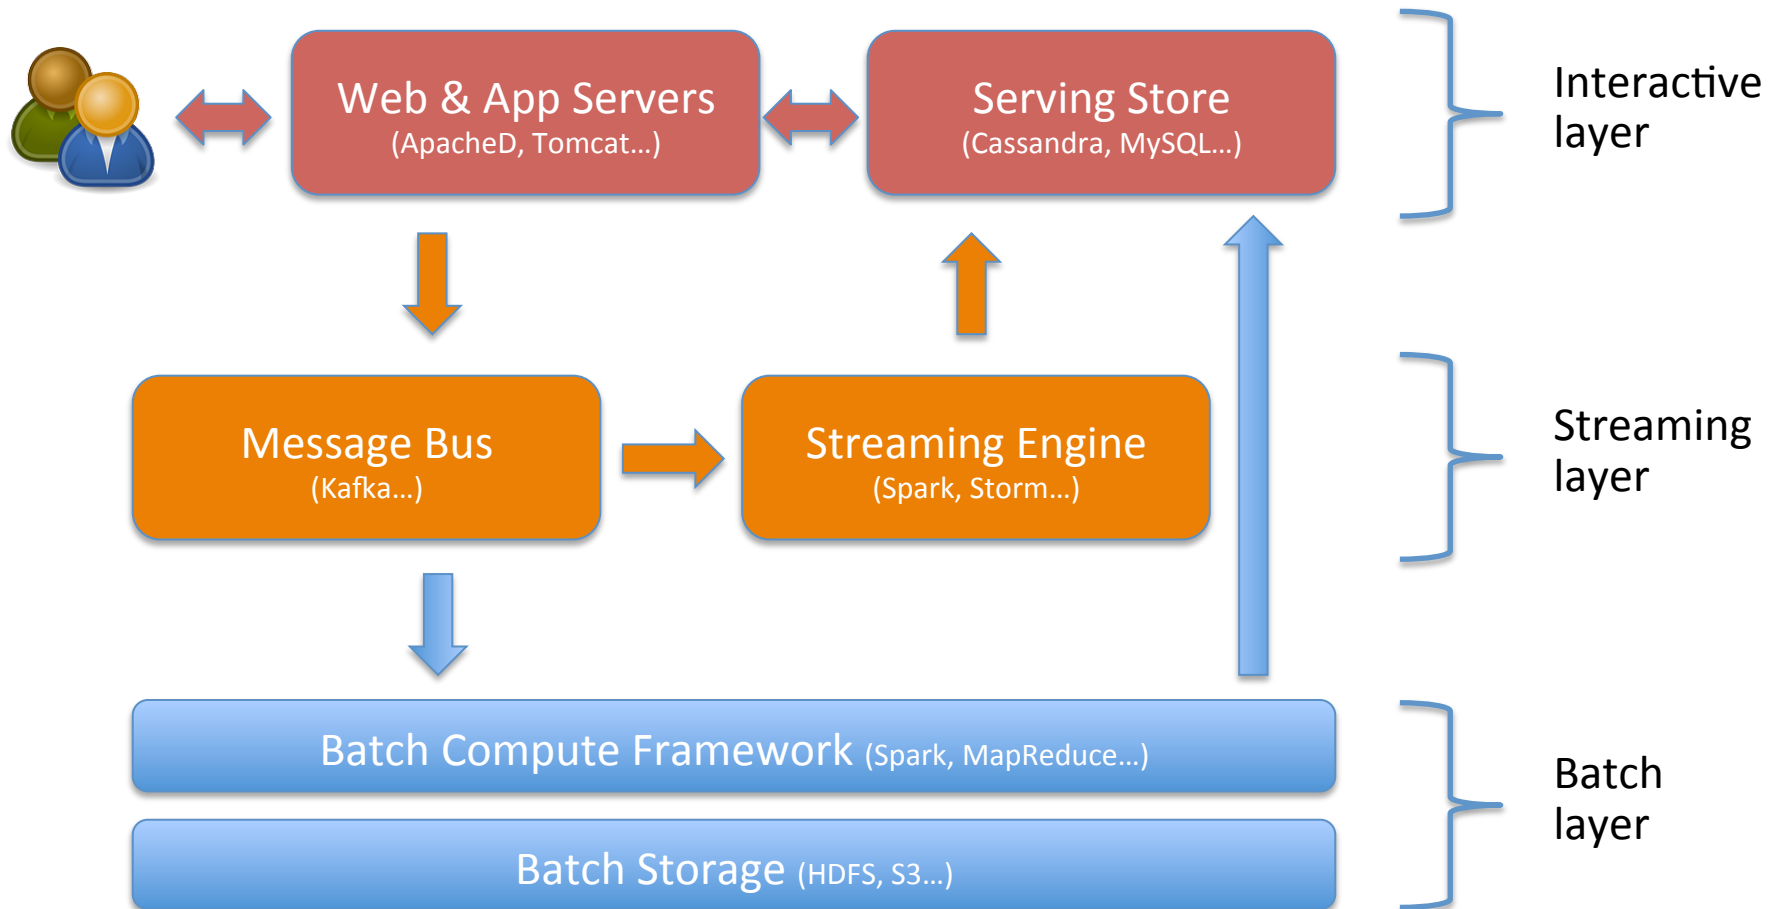 Web & App Servers
(ApacheD, Tomcat…)
Serving Store
(Cassandra, MySQL…)
Interactive
layer
Message Bus
(Kafka…)
Streaming Engine
(Spark, Storm…)
Streaming
layer
Batch Compute Framework (Spark, MapReduce…)
Batch Storage (HDFS, S3…)
Batch
layer